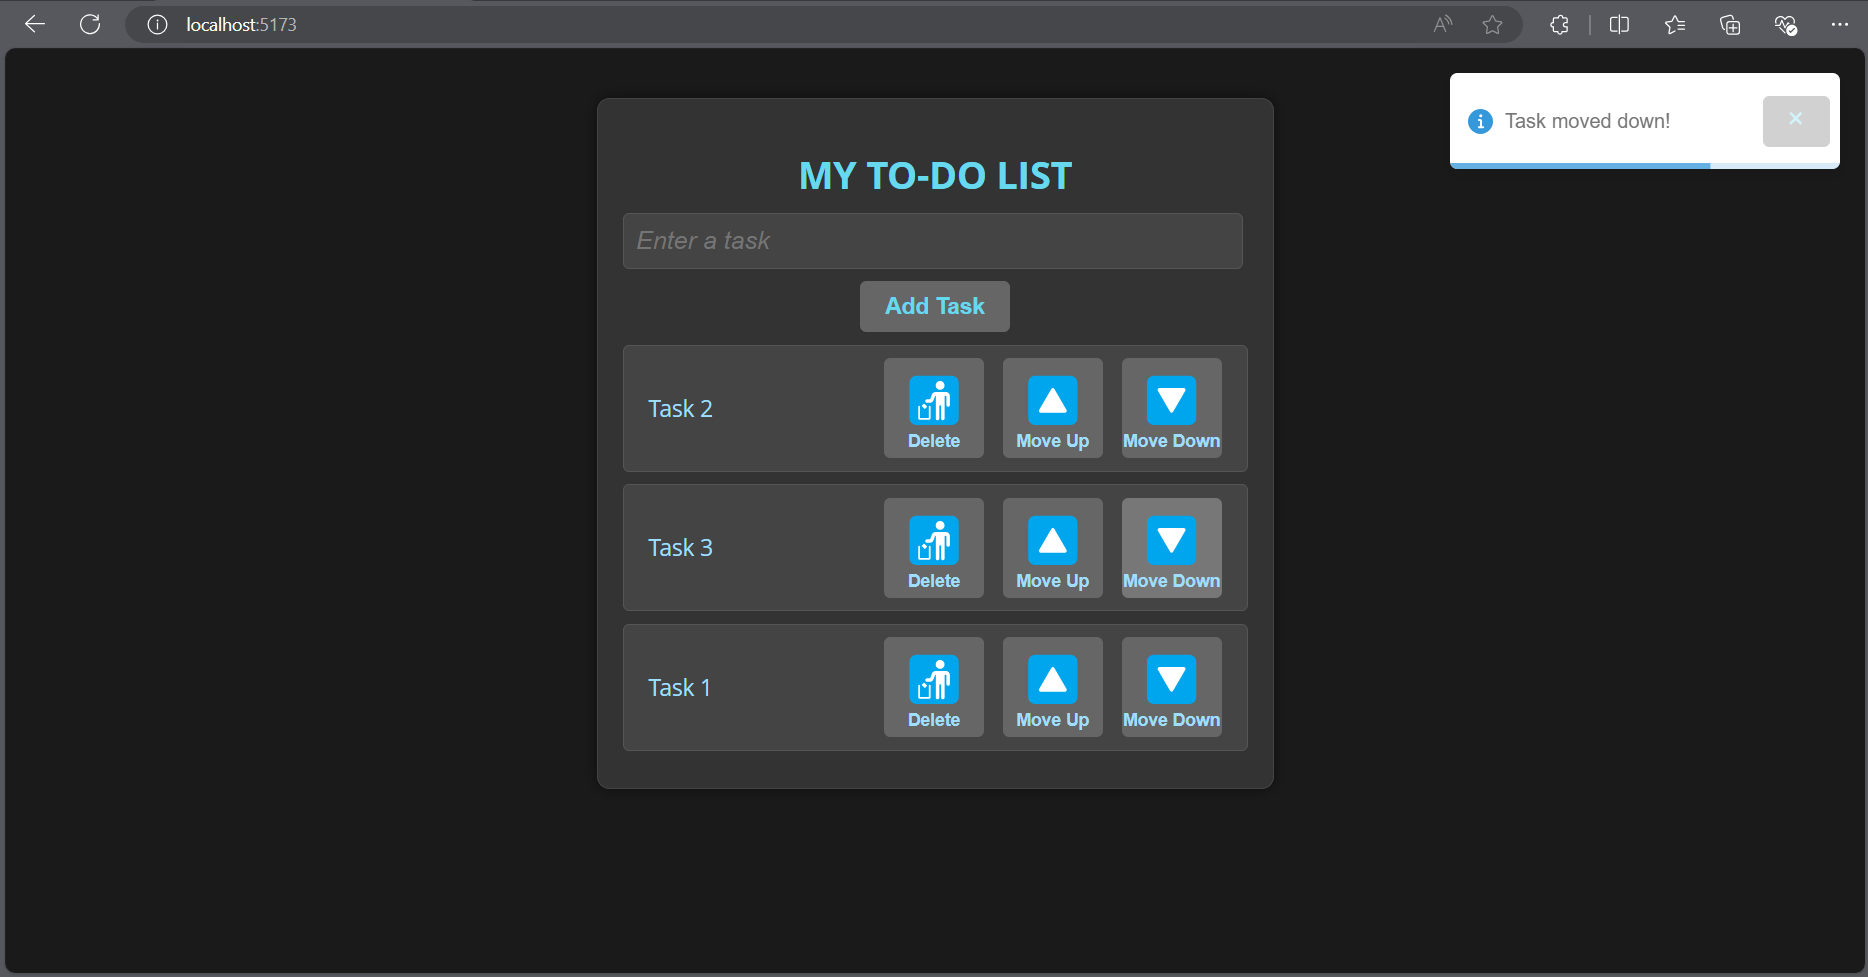 localhost:5173
Task moved down!
MY TO-DO LIST
Enter a task
Add Task
Task 2
Delete
Move Up
Move Down
Task 3
Delete
Move Up
Move Down
Task 1
Delete
Move Up
Move Down